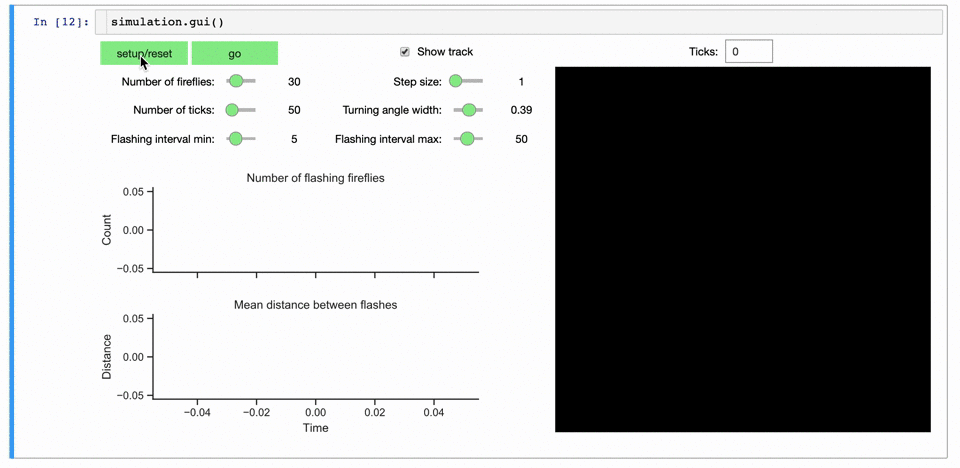 In [12]: simulation.gui()
setup/reset go Show track Ticks: 0
Number of fireflies: 30 Step size: 1
Number of ticks: 50 Turning angle width: 0.39
Flashing interval min: 5 Flashing interval max: 50
Number of flashing fireflies
0.05
0.00
−0.05
Count
Mean distance between flashes
0.05
0.00
−0.05
Distance
−0.04 −0.02 0.00 0.02 0.04
Time